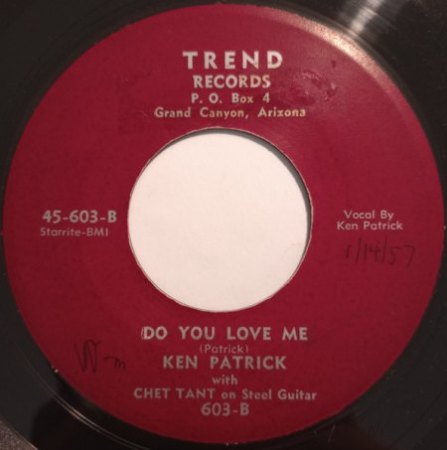 TREND
RECORDS
P. O. Box 4
Grand Canyon, Arizona
45-603-B
Starrite-BMI
Vocal By
Ken Patrick
1/14/57
DO YOU LOVE ME
(Patrick)
KEN PATRICK
with
CHET TANT on Steel Guitar
603-B